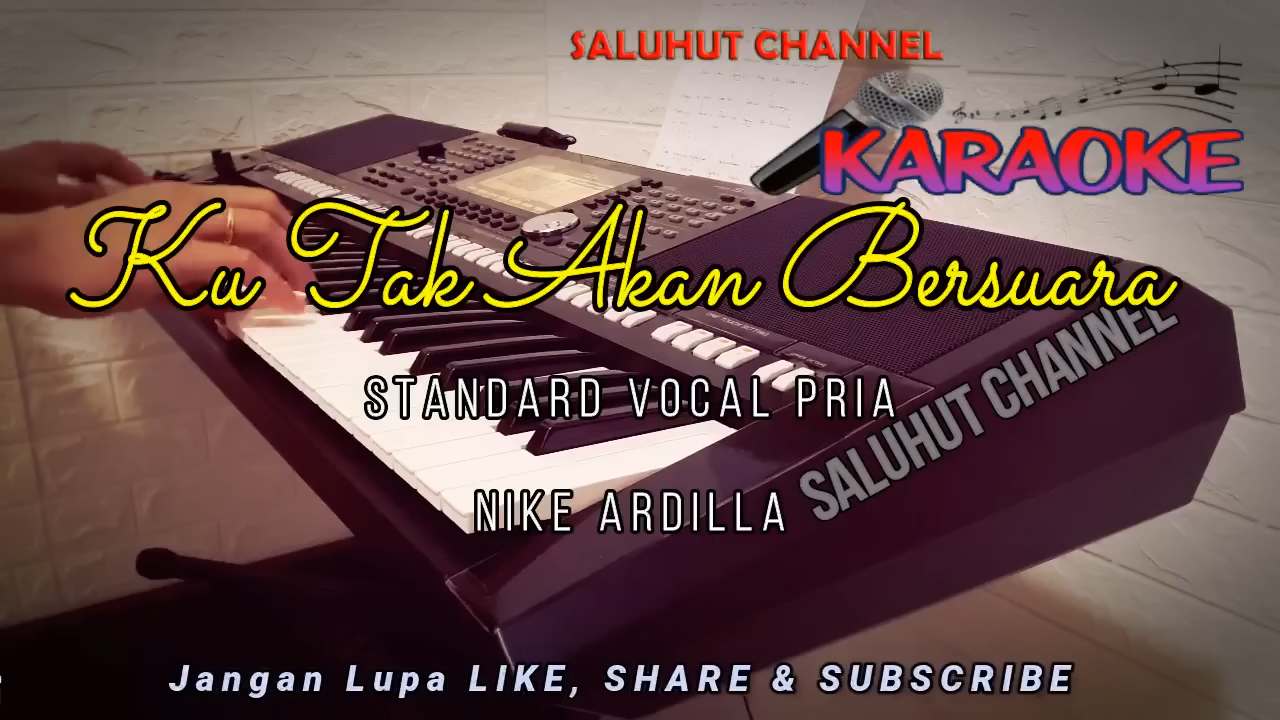 SALUHUT CHANNEL
KARAOKE
Ku Tak Akan Bersuara
STANDARD VOCAL PRIA
SALUHUT CHANNEL
NIKE ARDILLA
Jangan Lupa LIKE, SHARE & SUBSCRIBE